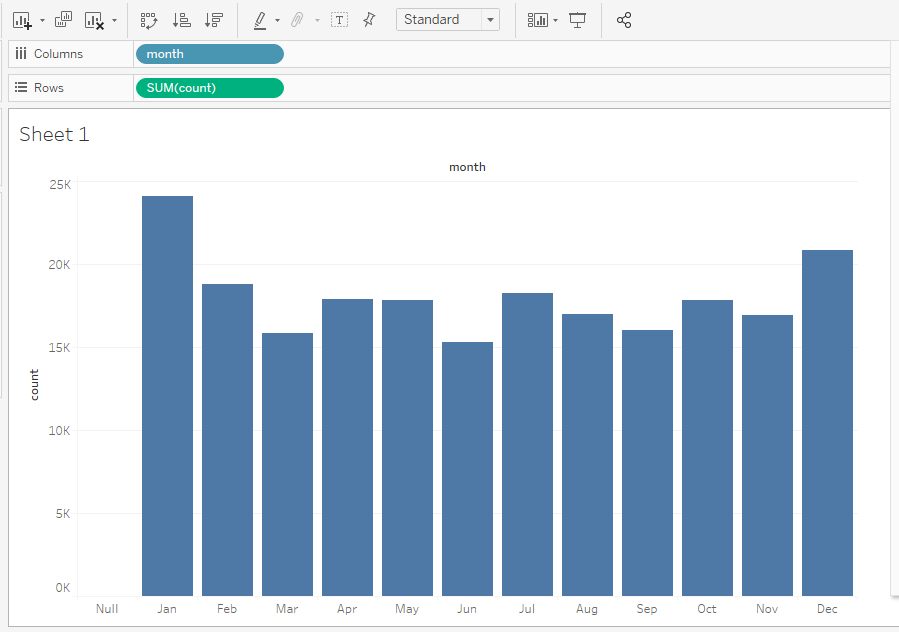 Standard
Columns month
Rows SUM(count)
Sheet 1
month
25K
20K
15K
10K
5K
0K
count
Null Jan Feb Mar Apr May Jun Jul Aug Sep Oct Nov Dec